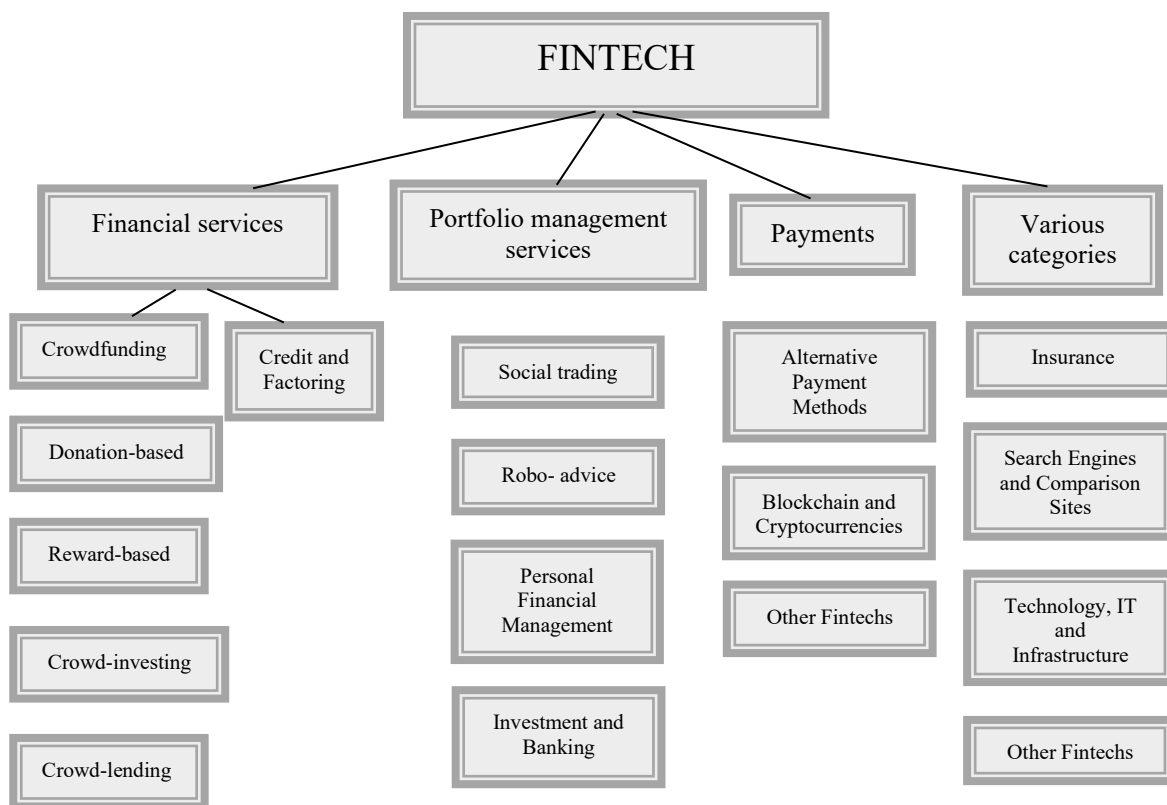 FINTECH
Financial services
Portfolio management
services
Payments
Various
categories
Crowdfunding
Credit and
Factoring
Donation-based
Reward-based
Crowd-investing
Crowd-lending
Social trading
Robo- advice
Personal
Financial
Management
Investment and
Banking
Alternative
Payment
Methods
Blockchain and
Cryptocurrencies
Other Fintechs
Insurance
Search Engines
and Comparison
Sites
Technology, IT
and
Infrastructure
Other Fintechs